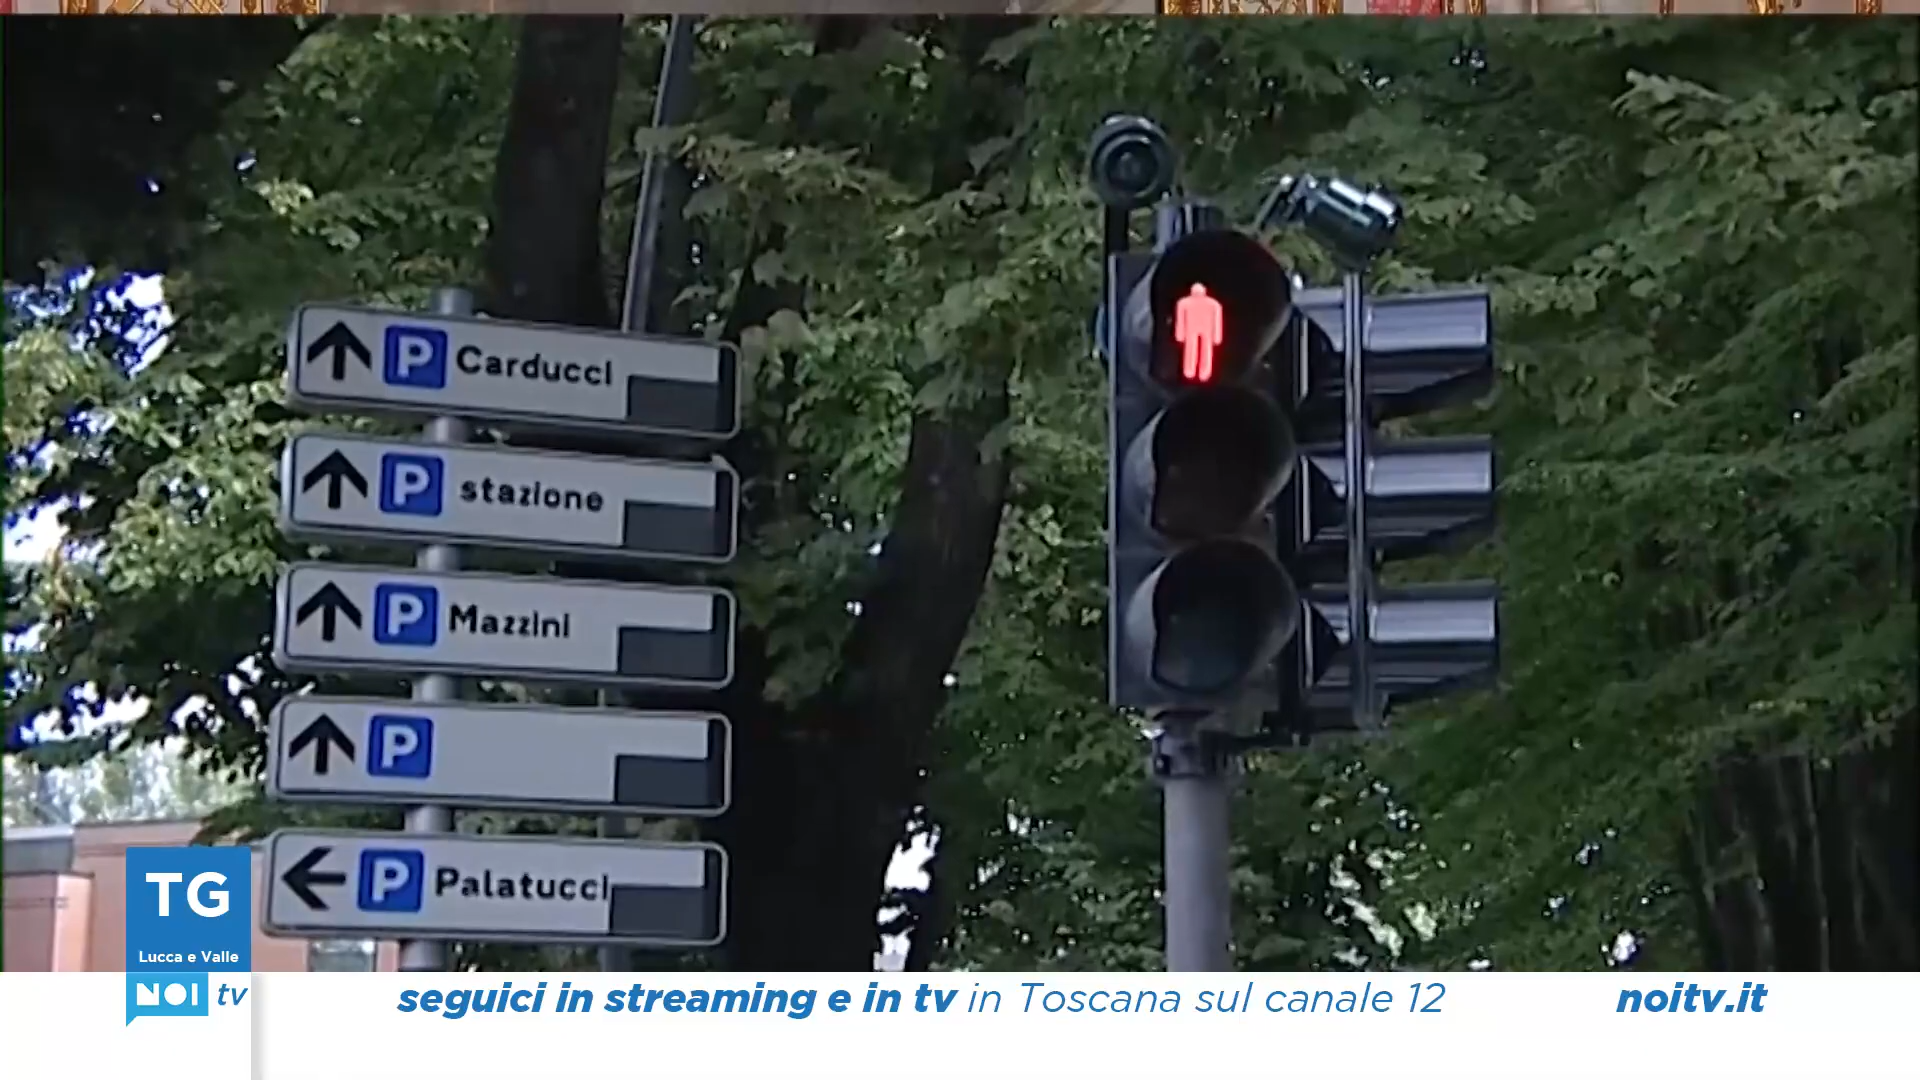 P Carducci
P stazione
P Mazzini
P
P Palatucci
TG
Lucca e Valle
NOI tv
seguici in streaming e in tv in Toscana sul canale 12
noitv.it